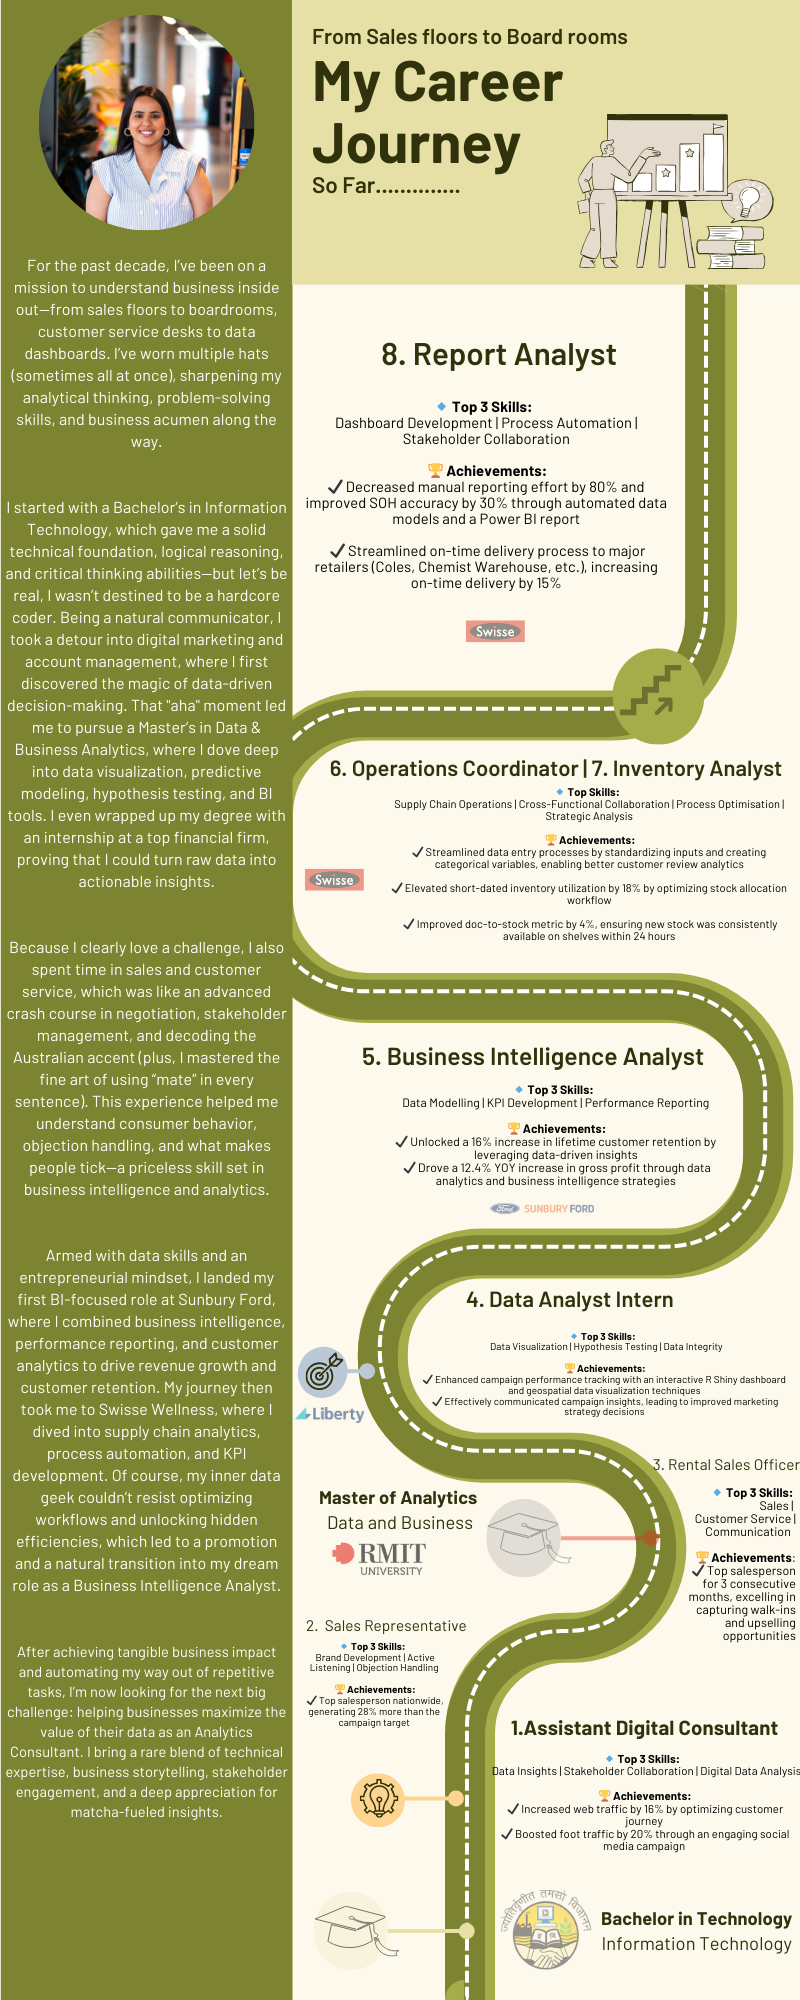 From Sales floors to Board rooms
My Career
Journey
So Far..............
For the past decade, I've been on a
mission to understand business inside
out—from sales floors to boardrooms,
customer service desks to data
dashboards. I've worn multiple hats
(sometimes all at once), sharpening my
analytical thinking, problem-solving
skills, and business acumen along the
way.
I started with a Bachelor's in Information
Technology, which gave me a solid
technical foundation, logical reasoning,
and critical thinking abilities—but let's be
real, I wasn't destined to be a hardcore
coder. Being a natural communicator, I
took a detour into digital marketing and
account management, where I first
discovered the magic of data-driven
decision-making. That "aha" moment led
me to pursue a Master's in Data &
Business Analytics, where I dove deep
into data visualization, predictive
modeling, hypothesis testing, and BI
tools. I even wrapped up my degree with
an internship at a top financial firm,
proving that I could turn raw data into
actionable insights.
Because I clearly love a challenge, I also
spent time in sales and customer
service, which was like an advanced
crash course in negotiation, stakeholder
management, and decoding the
Australian accent (plus, I mastered the
fine art of using "mate" in every
sentence). This experience helped me
understand consumer behavior,
objection handling, and what makes
people tick—a priceless skill set in
business intelligence and analytics.
Armed with data skills and an
entrepreneurial mindset, I landed my
first BI-focused role at Sunbury Ford,
where I combined business intelligence,
performance reporting, and customer
analytics to drive revenue growth and
customer retention. My journey then
took me to Swisse Wellness, where I
dived into supply chain analytics,
process automation, and KPI
development. Of course, my inner data
geek couldn't resist optimizing
workflows and unlocking hidden
efficiencies, which led to a promotion
and a natural transition into my dream
role as a Business Intelligence Analyst.
After achieving tangible business impact
and automating my way out of repetitive
tasks, I'm now looking for the next big
challenge: helping businesses maximize the
value of their data as an Analytics
Consultant. I bring a rare blend of technical
expertise, business storytelling, stakeholder
engagement, and a deep appreciation for
matcha-fueled insights.
8. Report Analyst
🔹 Top 3 Skills:
Dashboard Development | Process Automation |
Stakeholder Collaboration
🏆 Achievements:
✔ Decreased manual reporting effort by 80% and
improved SOH accuracy by 30% through automated data
models and a Power BI report
✔ Streamlined on-time delivery process to major
retailers (Coles, Chemist Warehouse, etc.), increasing
on-time delivery by 15%
Swisse
6. Operations Coordinator | 7. Inventory Analyst
🔹 Top Skills:
Supply Chain Operations | Cross-Functional Collaboration | Process Optimisation |
Strategic Analysis
🏆 Achievements:
✔ Streamlined data entry processes by standardizing inputs and creating
categorical variables, enabling better customer review analytics
✔ Elevated short-dated inventory utilization by 18% by optimizing stock allocation
workflow
✔ Improved doc-to-stock metric by 4%, ensuring new stock was consistently
available on shelves within 24 hours
Swisse
5. Business Intelligence Analyst
🔹 Top 3 Skills:
Data Modelling | KPI Development | Performance Reporting
🏆 Achievements:
✔ Unlocked a 16% increase in lifetime customer retention by
leveraging data-driven insights
✔ Drove a 12.4% YOY increase in gross profit through data
analytics and business intelligence strategies
Ford SUNBURY FORD
4. Data Analyst Intern
🔹 Top 3 Skills:
Data Visualization | Hypothesis Testing | Data Integrity
🏆 Achievements:
✔ Enhanced campaign performance tracking with an interactive R Shiny dashboard
and geospatial data visualization techniques
✔ Effectively communicated campaign insights, leading to improved marketing
strategy decisions
Liberty
3. Rental Sales Officer
🔹 Top 3 Skills:
Sales |
Customer Service |
Communication
🏆 Achievements:
✔ Top salesperson
for 3 consecutive
months, excelling in
capturing walk-ins
and upselling
opportunities
Master of Analytics
Data and Business
RMIT
UNIVERSITY
2. Sales Representative
🔹 Top 3 Skills:
Brand Development | Active
Listening | Objection Handling
🏆 Achievements:
✔ Top salesperson nationwide,
generating 28% more than the
campaign target
1.Assistant Digital Consultant
🔹 Top 3 Skills:
Data Insights | Stakeholder Collaboration | Digital Data Analysis
🏆 Achievements:
✔ Increased web traffic by 16% by optimizing customer
journey
✔ Boosted foot traffic by 20% through an engaging social
media campaign
Bachelor in Technology
Information Technology